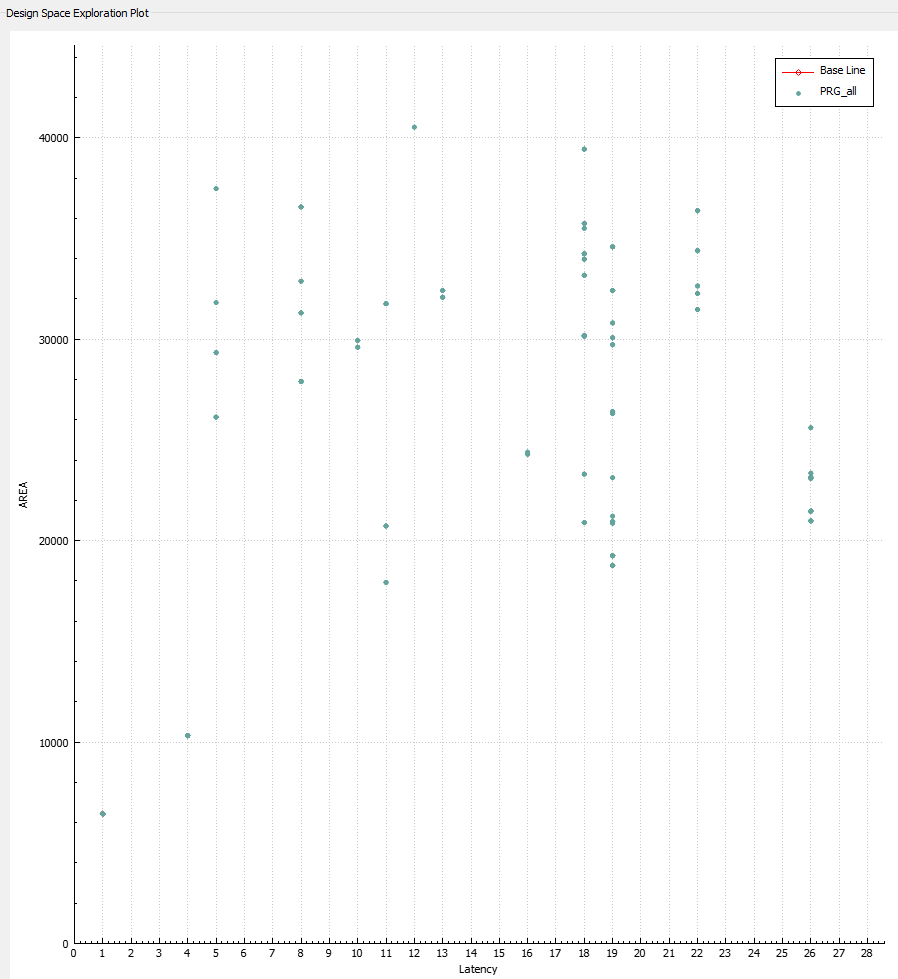 Design Space Exploration Plot
Base Line
PRG_all
40000
30000
20000
10000
0
AREA
0 1 2 3 4 5 6 7 8 9 10 11 12 13 14 15 16 17 18 19 20 21 22 23 24 25 26 27 28
Latency